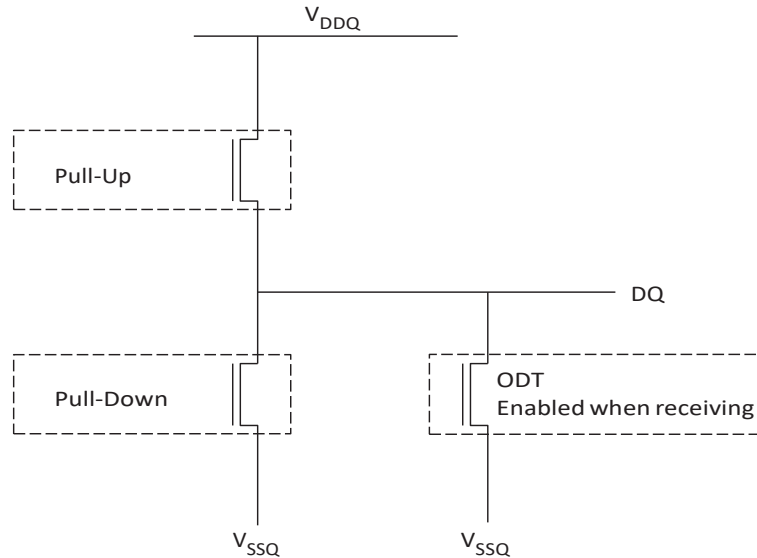 VDDQ
Pull-Up
DQ
Pull-Down
ODT
Enabled when receiving
VSSQ
VSSQ